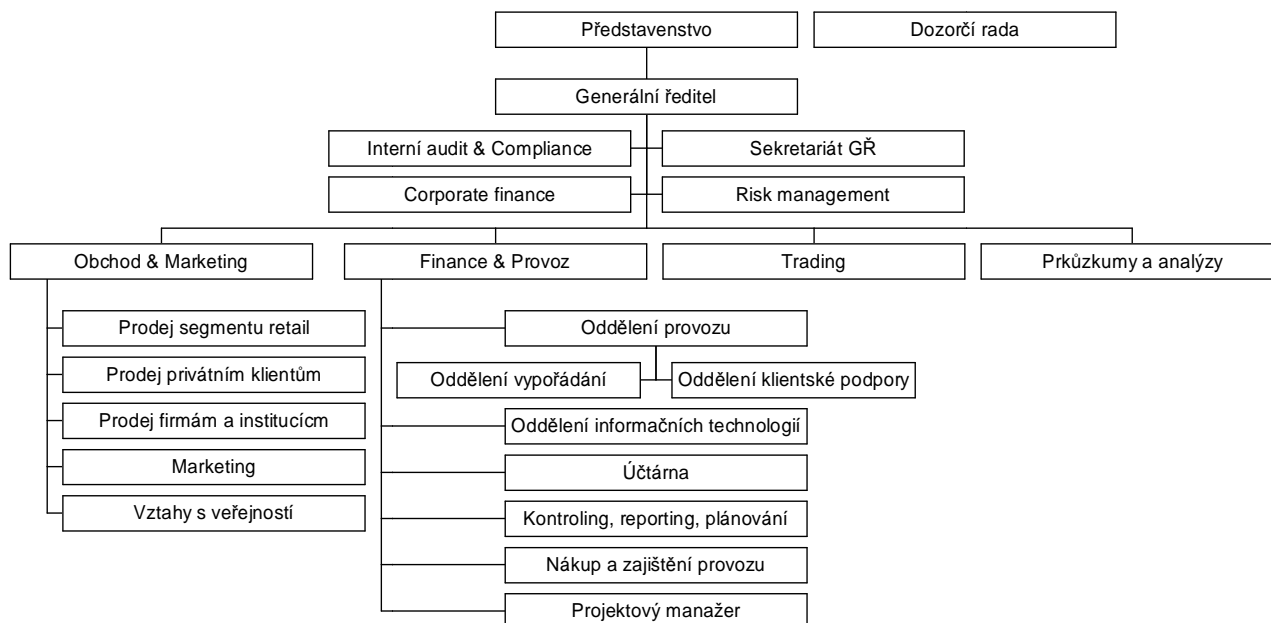 Představenstvo
Dozorčí rada
Generální ředitel
Interní audit & Compliance
Sekretariát GŘ
Corporate finance
Risk management
Obchod & Marketing
Finance & Provoz
Trading
Prkůzkumy a analýzy
Prodej segmentu retail
Prodej privátním klientům
Prodej firmám a institucícm
Marketing
Vztahy s veřejností
Oddělení provozu
Oddělení vypořádání
Oddělení klientské podpory
Oddělení informačních technologií
Účtárna
Kontroling, reporting, plánování
Nákup a zajištění provozu
Projektový manažer